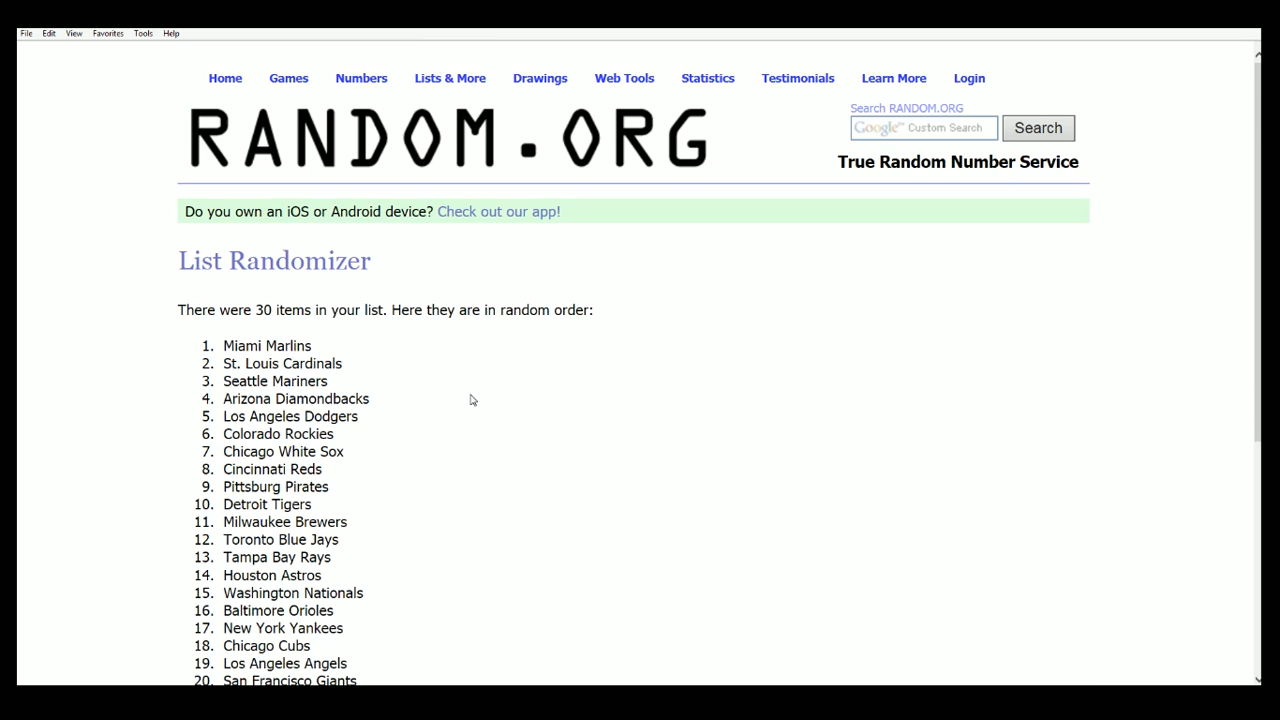 File Edit View Favorites Tools Help
Home Games Numbers Lists & More Drawings Web Tools Statistics Testimonials Learn More Login
RANDOM.ORG
Search RANDOM.ORG
Google™ Custom Search Search
True Random Number Service
Do you own an iOS or Android device? Check out our app!
List Randomizer
There were 30 items in your list. Here they are in random order:
1. Miami Marlins
2. St. Louis Cardinals
3. Seattle Mariners
4. Arizona Diamondbacks
5. Los Angeles Dodgers
6. Colorado Rockies
7. Chicago White Sox
8. Cincinnati Reds
9. Pittsburg Pirates
10. Detroit Tigers
11. Milwaukee Brewers
12. Toronto Blue Jays
13. Tampa Bay Rays
14. Houston Astros
15. Washington Nationals
16. Baltimore Orioles
17. New York Yankees
18. Chicago Cubs
19. Los Angeles Angels
20. San Francisco Giants